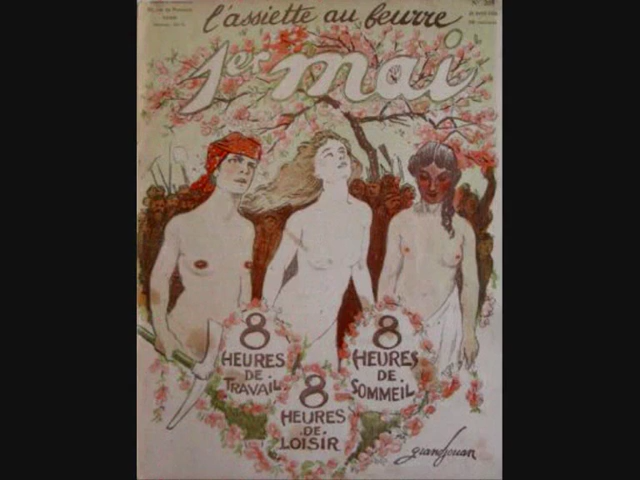 l'assiette au beurre
1er mai
8
HEURES
DE
TRAVAIL.
8
HEURES
DE
LOISIR
8
HEURES
DE
SOMMEIL
grandjouan